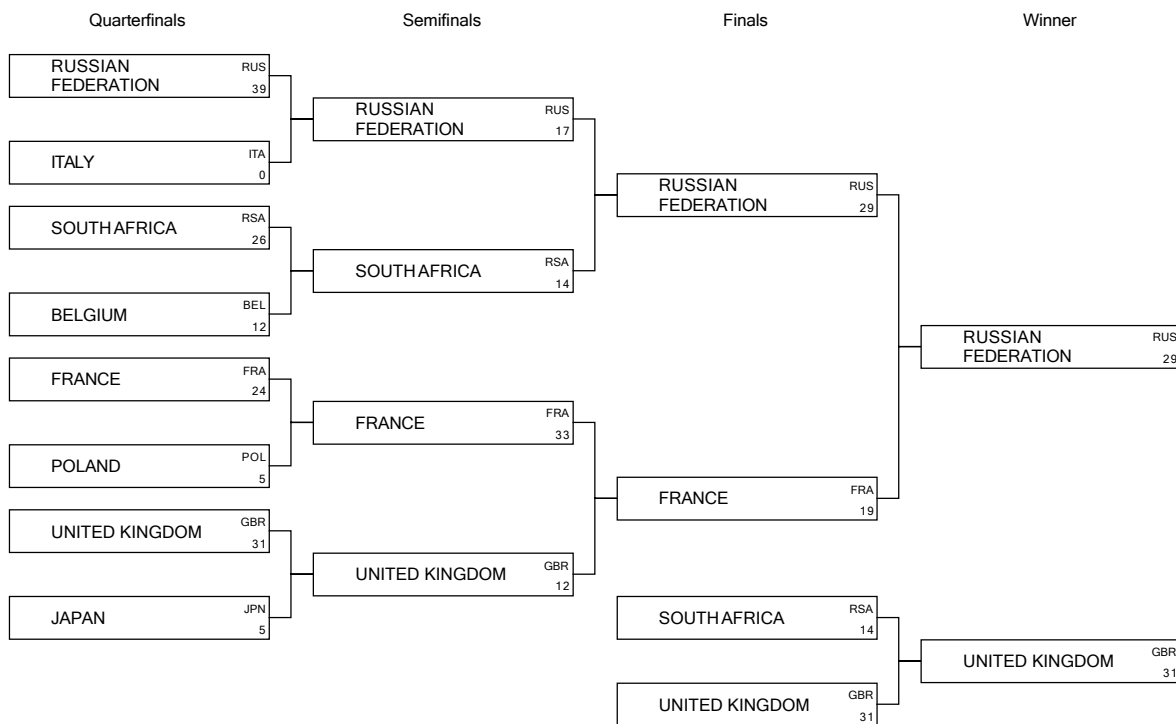 Quarterfinals Semifinals Finals Winner
RUSSIAN FEDERATION RUS
39
ITALY ITA
0
SOUTH AFRICA RSA
26
BELGIUM BEL
12
FRANCE FRA
24
POLAND POL
5
UNITED KINGDOM GBR
31
JAPAN JPN
5
RUSSIAN FEDERATION RUS
17
SOUTH AFRICA RSA
14
FRANCE FRA
33
UNITED KINGDOM GBR
12
RUSSIAN FEDERATION RUS
29
FRANCE FRA
19
SOUTH AFRICA RSA
14
UNITED KINGDOM GBR
31
RUSSIAN FEDERATION RUS
29
UNITED KINGDOM GBR
31